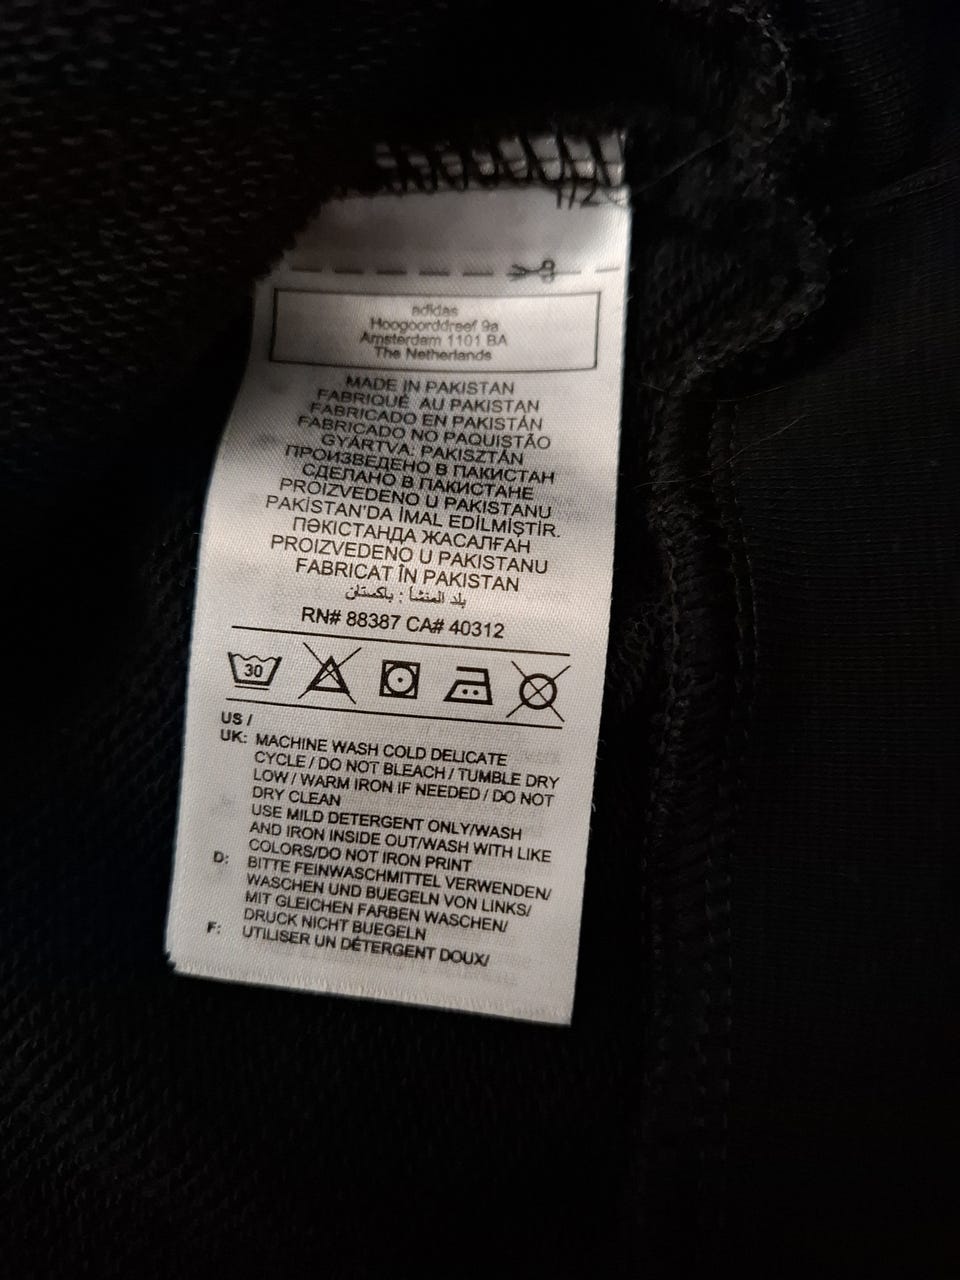 1/2
adidas
Hoogoorddreef 9a
Amsterdam 1101 BA
The Netherlands
MADE IN PAKISTAN
FABRIQUÉ AU PAKISTAN
FABRICADO EN PAKISTÁN
FABRICADO NO PAQUISTÃO
GYÁRTVA: PAKISZTÁN
ПРОИЗВЕДЕНО В ПАКИСТАН
СДЕЛАНО В ПАКИСТАНЕ
PROIZVEDENO U PAKISTANU
PAKİSTAN'DA İMAL EDİLMİŞTİR.
ПӘКІСТАНДА ЖАСАЛҒАН
PROIZVEDENO U PAKISTANU
FABRICAT ÎN PAKISTAN
بلد المنشأ : باكستان
RN# 88387 CA# 40312
30
US /
UK: MACHINE WASH COLD DELICATE
CYCLE / DO NOT BLEACH / TUMBLE DRY
LOW / WARM IRON IF NEEDED / DO NOT
DRY CLEAN
USE MILD DETERGENT ONLY/WASH
AND IRON INSIDE OUT/WASH WITH LIKE
COLORS/DO NOT IRON PRINT
D: BITTE FEINWASCHMITTEL VERWENDEN/
WASCHEN UND BUEGELN VON LINKS/
MIT GLEICHEN FARBEN WASCHEN/
DRUCK NICHT BUEGELN
F: UTILISER UN DÉTERGENT DOUX/